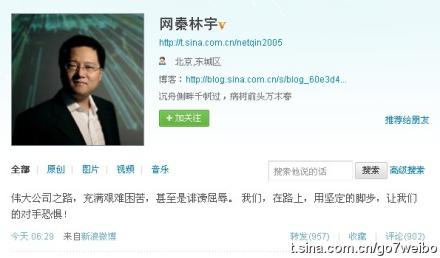 网秦林宇v
http://t.sina.com.cn/netqin2005
北京,东城区
博客：http://blog.sina.com.cn/s/blog_60e3d4...
沉舟侧畔千帆过，病树前头万木春
+ 加关注
推荐给朋友
全部 | 原创 | 图片 | 视频 | 音乐
搜索他说的话 搜索 高级搜索
伟大公司之路，充满艰难困苦，甚至是诽谤屈辱。 我们，在路上，用坚定的脚步，让我们
的对手恐惧！
今天 06:29 来自新浪微博 转发(957) | 收藏 | 评论(902)
t.sina.com.cn/go7weibo